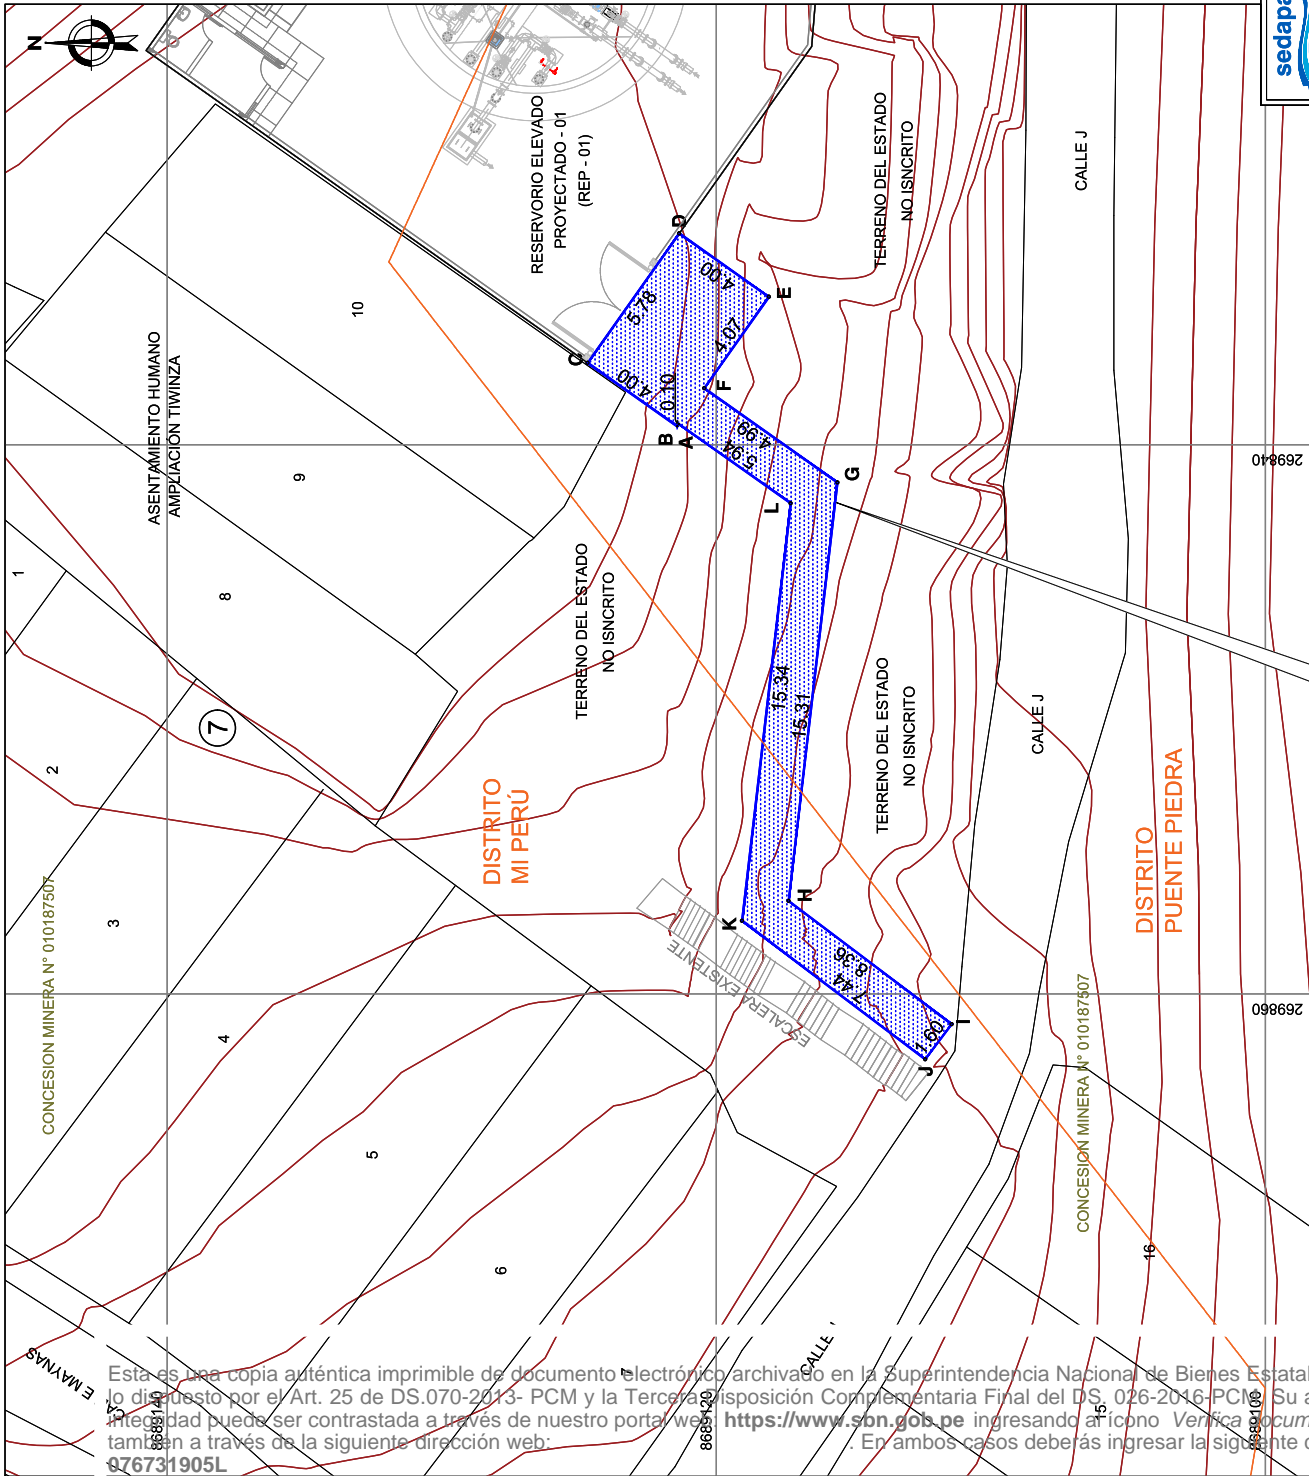 N
sedapa
RESERVORIO ELEVADO
PROYECTADO - 01
(REP - 01)
TERRENO DEL ESTADO
NO ISNCRITO
CALLE J
ASENTAMIENTO HUMANO
AMPLIACIÓN TIWINZA
10
9
8
1
2
3
4
5
6
7
7
C
D
E
F
B
A
L
G
K
H
J
I
5.78
4.00
4.07
4.00
0.10
5.94
4.99
15.34
15.31
8.36
7.44
1.60
269840
TERRENO DEL ESTADO
NO ISNCRITO
TERRENO DEL ESTADO
NO ISNCRITO
CALLE J
DISTRITO
MI PERÚ
DISTRITO
PUENTE PIEDRA
CONCESION MINERA N° 010187507
ESCALERA EXISTENTE
269860
CONCESION MINERA N° 010187507
16
15
CALLE
CA.
E MAYNAS
8689140
8689120
8689100
Esta es una copia auténtica imprimible de documento electrónico archivado en la Superintendencia Nacional de Bienes Estatal
lo dispuesto por el Art. 25 de DS.070-2013- PCM y la Tercera Disposición Complementaria Final del DS. 026-2016-PCM. Su a
integridad puede ser contrastada a través de nuestro portal web: https://www.sbn.gob.pe ingresando al ícono Verifica docum
también a través de la siguiente dirección web: . En ambos casos deberás ingresar la siguiente c
076731905L